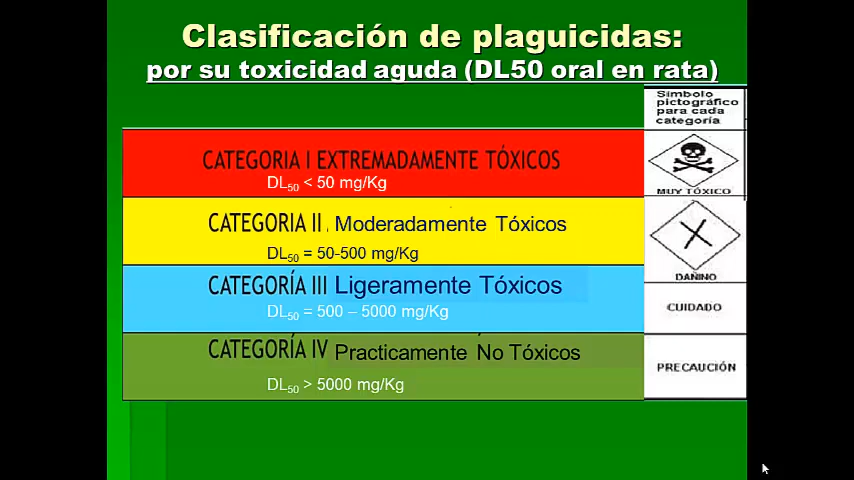 Clasificación de plaguicidas:
por su toxicidad aguda (DL50 oral en rata)
Símbolo
pictográfico
para cada
categoría
CATEGORIA I EXTREMADAMENTE TÓXICOS
DL50 < 50 mg/Kg
MUY TÓXICO
CATEGORIA II . Moderadamente Tóxicos
DL50 = 50-500 mg/Kg
DAÑINO
CATEGORÍA III Ligeramente Tóxicos
DL50 = 500 – 5000 mg/Kg
CUIDADO
CATEGORÍA IV Practicamente No Tóxicos
DL50 > 5000 mg/Kg
PRECAUCIÓN